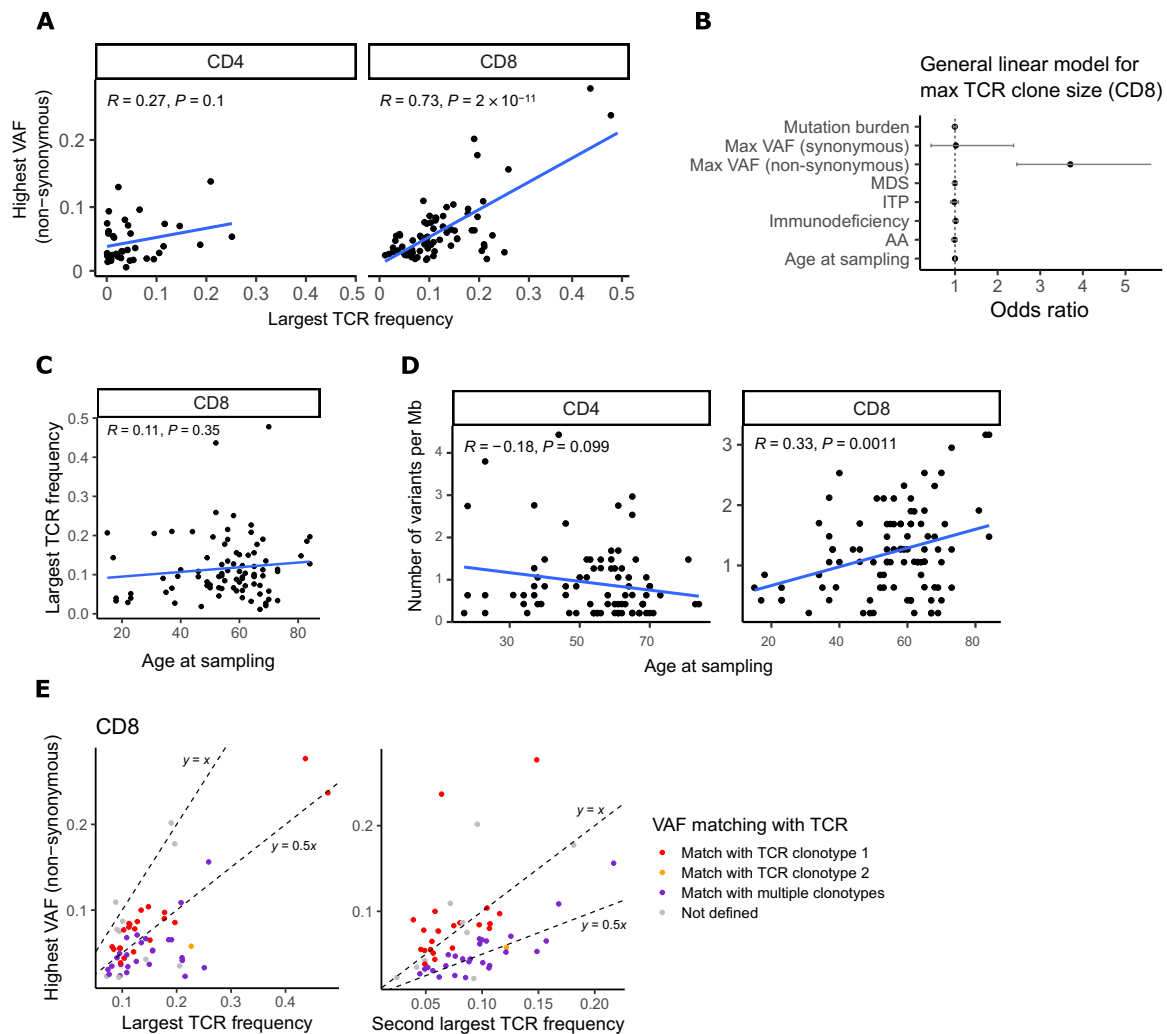 A
CD4
CD8
R = 0.27, P = 0.1
R = 0.73, P = 2 × 10−11
Highest VAF
(non−synonymous)
0.2
0.1
0
0 0.1 0.2 0.3 0.4 0.5
0 0.1 0.2 0.3 0.4 0.5
Largest TCR frequency
B
General linear model for
max TCR clone size (CD8)
Mutation burden
Max VAF (synonymous)
Max VAF (non−synonymous)
MDS
ITP
Immunodeficiency
AA
Age at sampling
1 2 3 4 5
Odds ratio
C
CD8
R = 0.11, P = 0.35
Largest TCR frequency
0.5
0.4
0.3
0.2
0.1
0.0
20 40 60 80
Age at sampling
D
CD4
CD8
R = −0.18, P = 0.099
R = 0.33, P = 0.0011
Number of variants per Mb
4
3
2
1
0
3
2
1
30 50 70
20 40 60 80
Age at sampling
E
CD8
Highest VAF (non−synonymous)
0.2
0.1
y = x
y = 0.5x
0.1 0.2 0.3 0.4
Largest TCR frequency
0.2
0.1
y = x
y = 0.5x
0.05 0.10 0.15 0.20
Second largest TCR frequency
VAF matching with TCR
Match with TCR clonotype 1
Match with TCR clonotype 2
Match with multiple clonotypes
Not defined